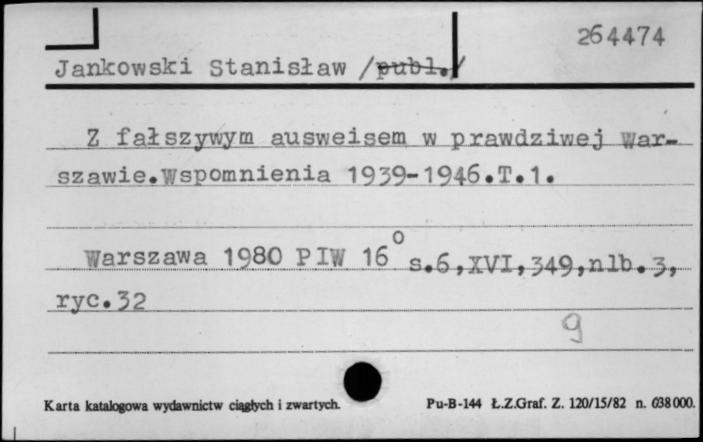 264474
Jankowski Stanisław /publ./
Z fałszywym ausweisem w prawdziwej War-
szawie.Wspomnienia 1939-1946.T.1.
Warszawa 1980 PIW 16° s.6,XVI,349,nlb.3,
ryc.32
9
Karta katalogowa wydawnictw ciągłych i zwartych. Pu-B-144 Ł.Z.Graf. Z. 120/15/82 n. 038000.